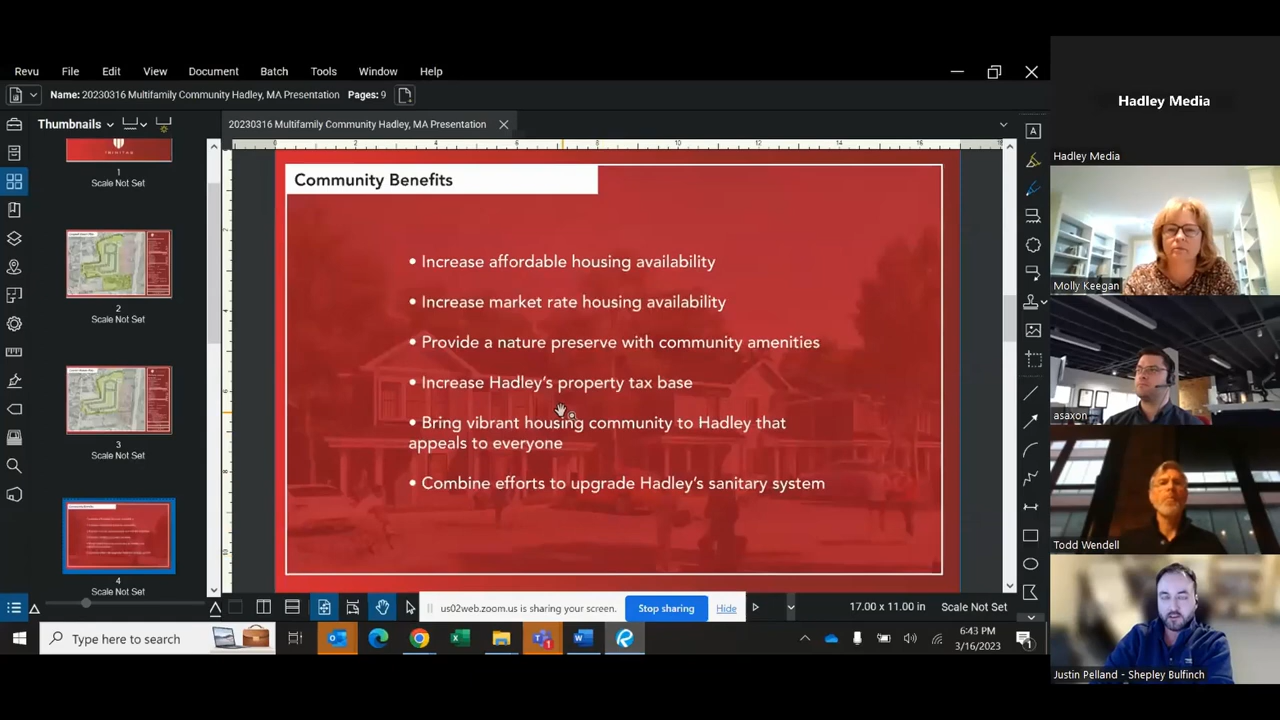 Revu File Edit View Document Batch Tools Window Help
Name: 20230316 Multifamily Community Hadley, MA Presentation Pages: 9
Thumbnails
20230316 Multifamily Community Hadley, MA Presentation
TRINITAS
1
Scale Not Set
2
Scale Not Set
3
Scale Not Set
4
Scale Not Set
Community Benefits
• Increase affordable housing availability
• Increase market rate housing availability
• Provide a nature preserve with community amenities
• Increase Hadley's property tax base
• Bring vibrant housing community to Hadley that
appeals to everyone
• Combine efforts to upgrade Hadley's sanitary system
us02web.zoom.us is sharing your screen. Stop sharing Hide
17.00 x 11.00 in Scale Not Set
Type here to search
6:43 PM
3/16/2023
Hadley Media
Hadley Media
Molly Keegan
asaxon
Todd Wendell
Justin Pelland - Shepley Bulfinch